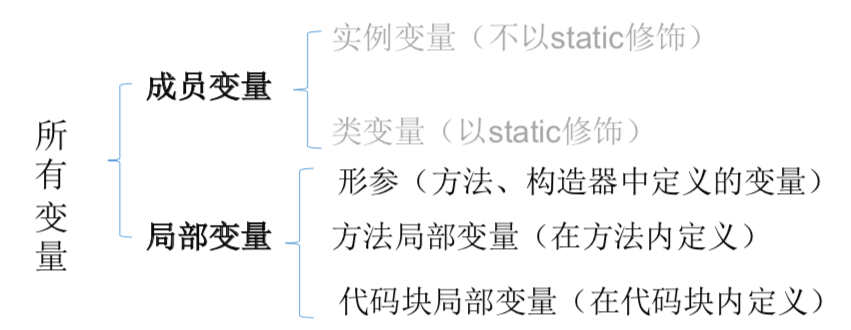 所有变量
成员变量
实例变量（不以static修饰）
类变量（以static修饰）
局部变量
形参（方法、构造器中定义的变量）
方法局部变量（在方法内定义）
代码块局部变量（在代码块内定义）